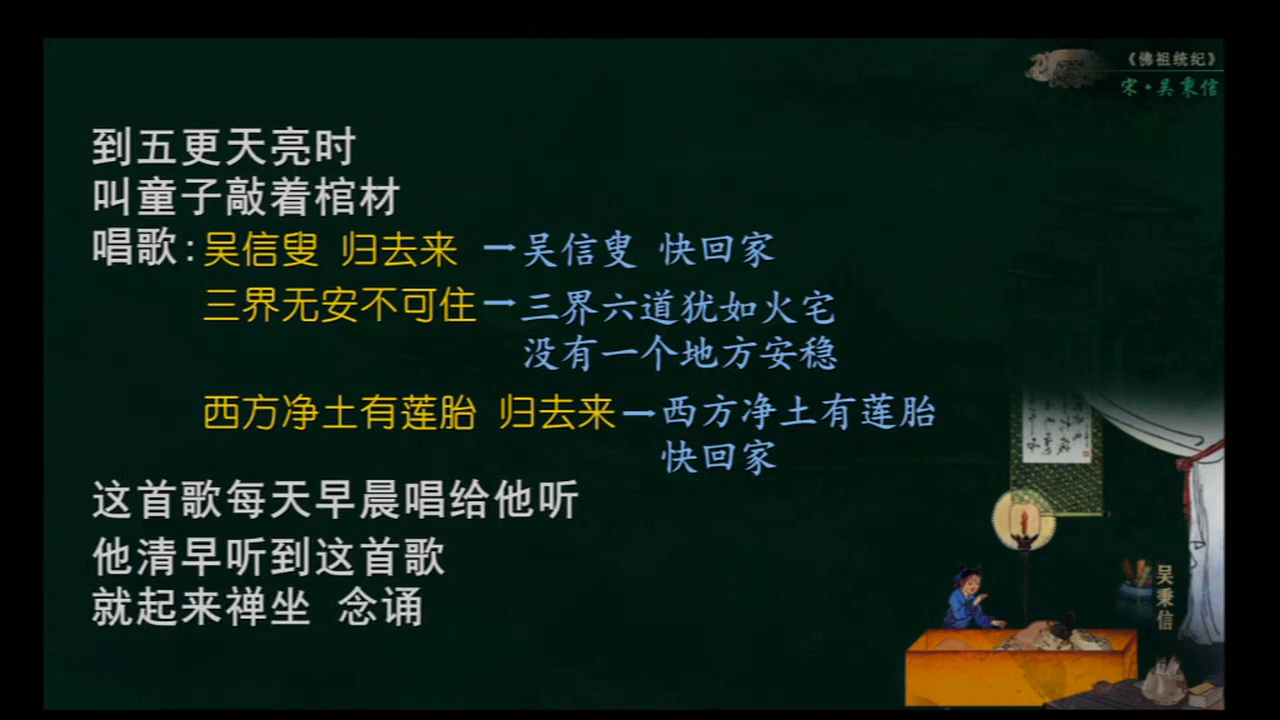 《佛祖统纪》
宋·吴秉信
到五更天亮时
叫童子敲着棺材
唱歌:吴信叟 归去来 →吴信叟 快回家
三界无安不可住→三界六道犹如火宅
没有一个地方安稳
西方净土有莲胎 归去来→西方净土有莲胎
快回家
这首歌每天早晨唱给他听
他清早听到这首歌
就起来禅坐 念诵
吴秉信